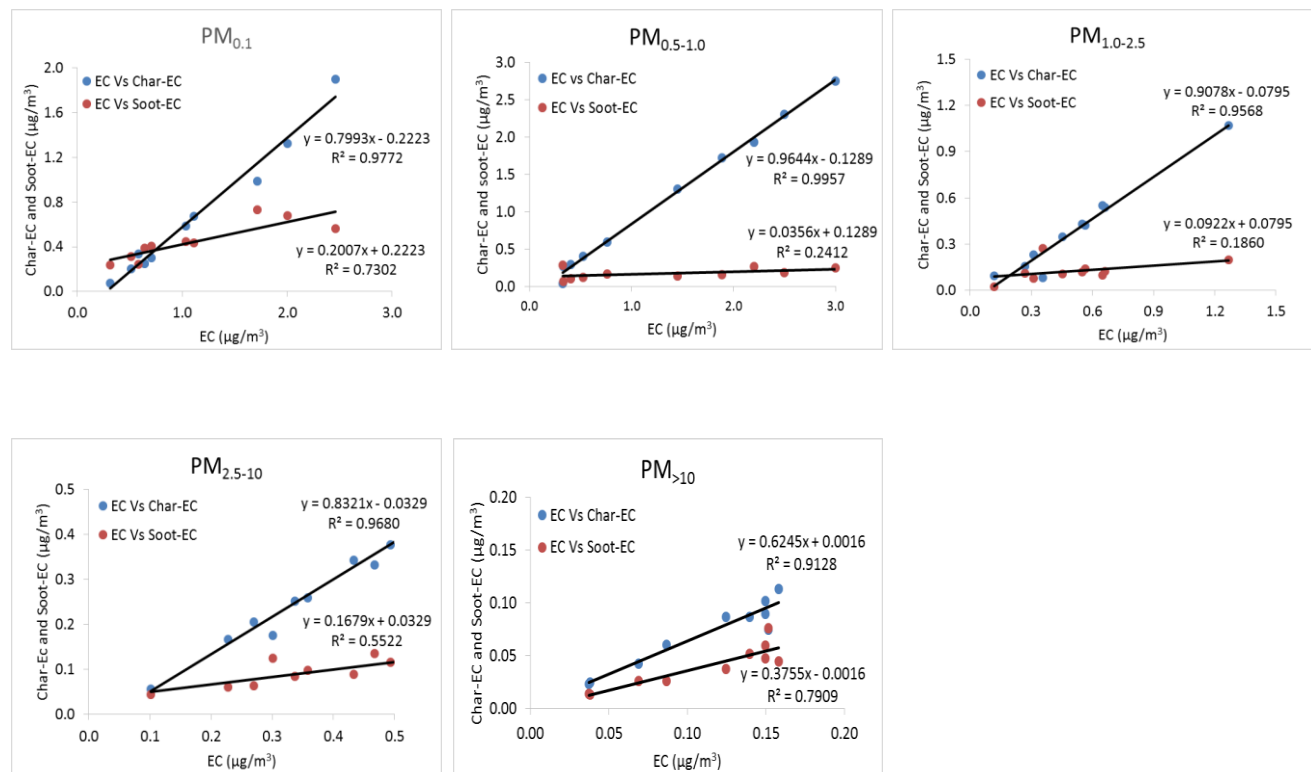 PM0.1
Char-EC and Soot-EC (µg/m³)
2.0
1.6
1.2
0.8
0.4
0.0
EC Vs Char-EC
EC Vs Soot-EC
y = 0.7993x - 0.2223
R² = 0.9772
y = 0.2007x + 0.2223
R² = 0.7302
0.0 1.0 2.0 3.0
EC (µg/m³)
PM0.5-1.0
Char-EC and soot-EC (µg/m³)
3.0
2.5
2.0
1.5
1.0
0.5
0.0
EC vs Char-EC
EC Vs Soot-EC
y = 0.9644x - 0.1289
R² = 0.9957
y = 0.0356x + 0.1289
R² = 0.2412
0.0 1.0 2.0 3.0
EC (µg/m³)
PM1.0-2.5
Char-EC and Soot-EC (µg/m³)
1.5
1.2
0.9
0.6
0.3
0.0
EC vs Char-EC
EC Vs Soot-EC
y = 0.9078x - 0.0795
R² = 0.9568
y = 0.0922x + 0.0795
R² = 0.1860
0.0 0.3 0.6 0.9 1.2 1.5
EC (µg/m³)
PM2.5-10
Char-Ec and Soot-EC (µg/m³)
0.5
0.4
0.3
0.2
0.1
0.0
EC Vs Char-EC
EC Vs Soot-EC
y = 0.8321x - 0.0329
R² = 0.9680
y = 0.1679x + 0.0329
R² = 0.5522
0.0 0.1 0.2 0.3 0.4 0.5
EC (µg/m³)
PM>10
Char-EC and Soot-EC (µg/m³)
0.20
0.15
0.10
0.05
0.00
EC Vs Char-EC
EC Vs Soot-EC
y = 0.6245x + 0.0016
R² = 0.9128
y = 0.3755x - 0.0016
R² = 0.7909
0.00 0.05 0.10 0.15 0.20
EC (µg/m³)